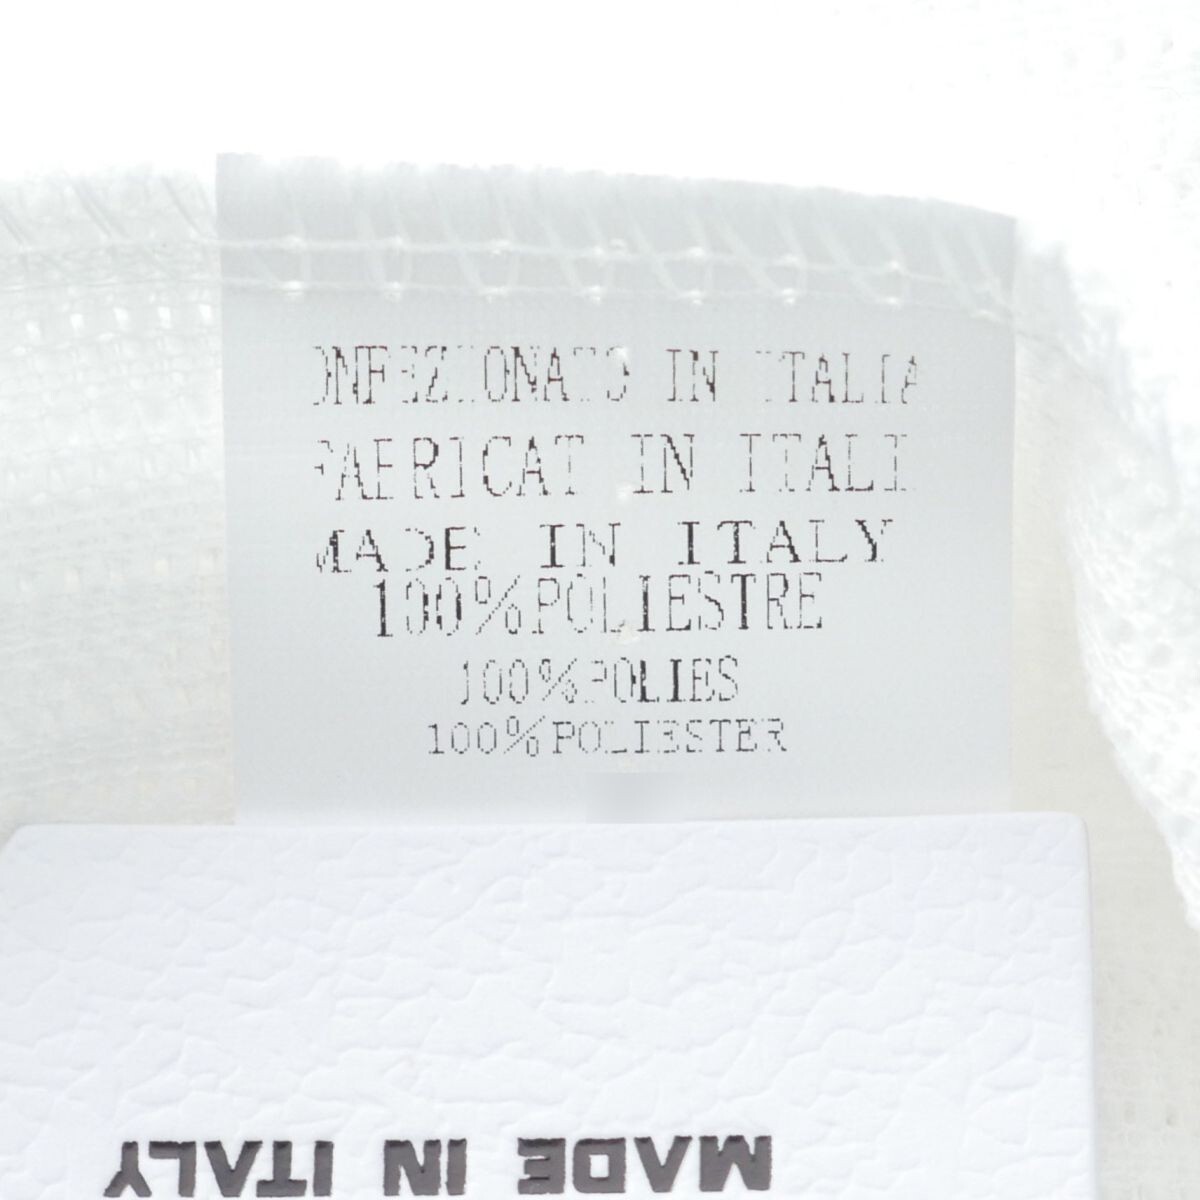 ONFEZIONATO IN ITALIA
FABRICAT IN ITALI
MADE IN ITALY
100%POLIESTRE
100%POLIES
100%POLIESTER
MADE IN ITALY